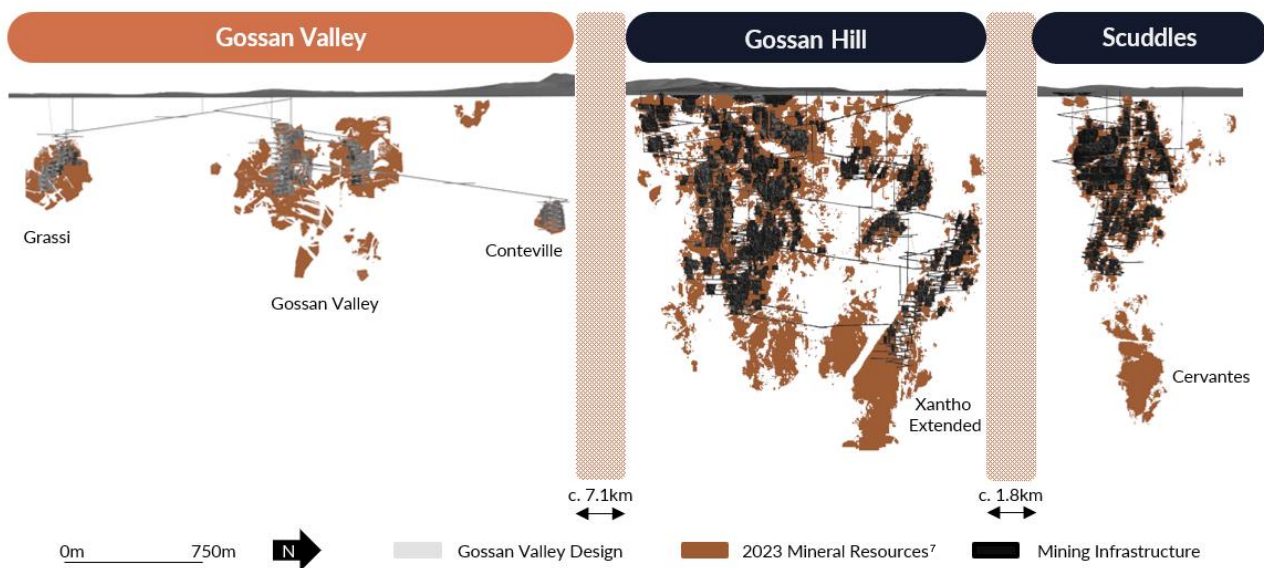 Gossan Valley
Gossan Hill
Scuddles
Grassi
Gossan Valley
Conteville
Xantho
Extended
Cervantes
c. 7.1km
c. 1.8km
0m 750m N Gossan Valley Design 2023 Mineral Resources⁷ Mining Infrastructure